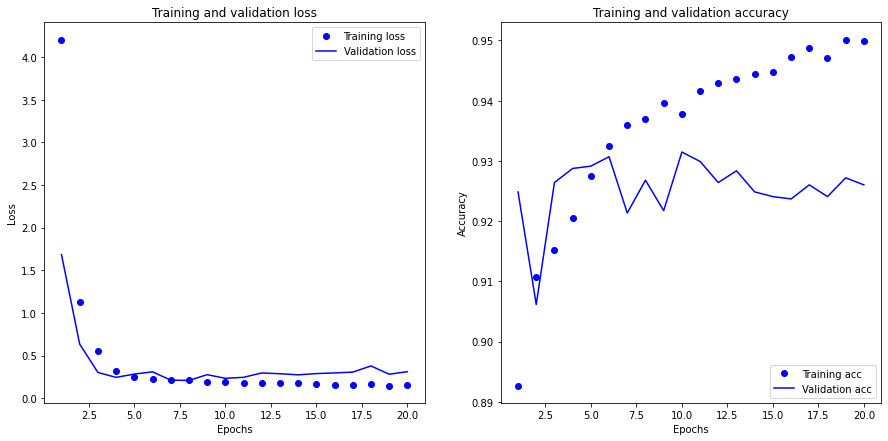 Training and validation loss
Training loss
Validation loss
4.0
3.5
3.0
2.5
2.0
1.5
1.0
0.5
0.0
Loss
2.5 5.0 7.5 10.0 12.5 15.0 17.5 20.0
Epochs
Training and validation accuracy
0.95
0.94
0.93
0.92
0.91
0.90
0.89
Accuracy
Training acc
Validation acc
2.5 5.0 7.5 10.0 12.5 15.0 17.5 20.0
Epochs